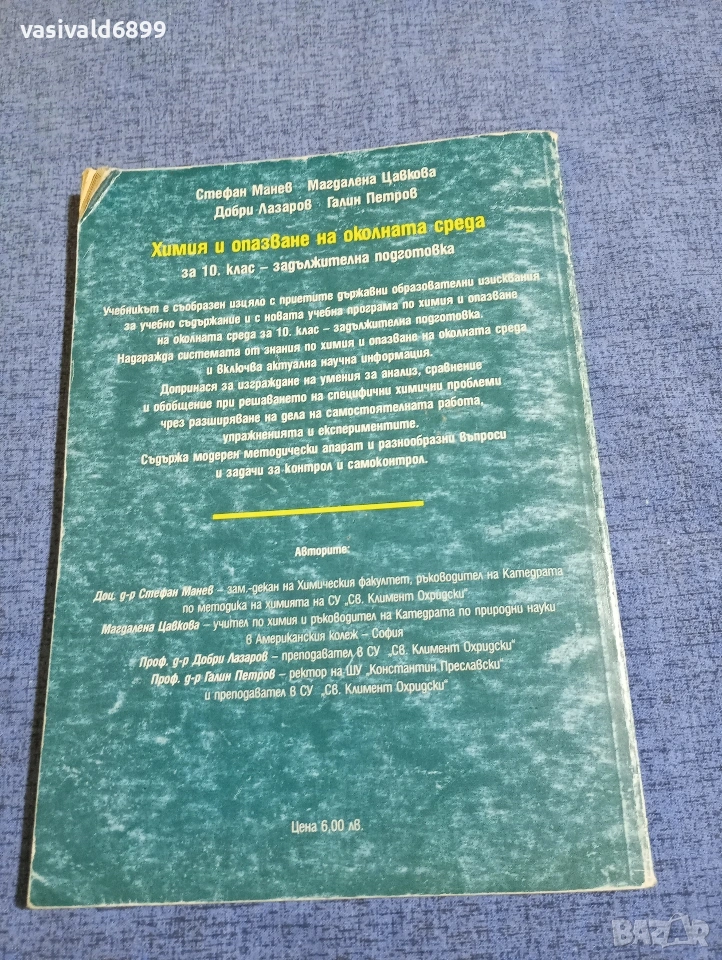 vasivald6899
Стефан Манев Магдалена Цавкова
Добри Лазаров Галин Петров
Химия и опазване на околната среда
за 10. клас – задължителна подготовка
Учебникът е съобразен изцяло с приетите държавни образователни изисквания
за учебно съдържание и с новата учебна програма по химия и опазване
на околната среда за 10. клас – задължителна подготовка.
Надгражда системата от знания по химия и опазване на околната среда
и включва актуална научна информация.
Допринася за изграждане на умения за анализ, сравнение
и обобщение при решаването на специфични химични проблеми
чрез разширяване на дела на самостоятелната работа,
упражненията и експериментите.
Съдържа модерен методически апарат и разнообразни въпроси
и задачи за контрол и самоконтрол.
Авторите:
Доц. д-р Стефан Манев – зам.-декан на Химическия факултет, ръководител на Катедрата
по методика на химията на СУ „Св. Климент Охридски“
Магдалена Цавкова – учител по химия и ръководител на Катедрата по природни науки
в Американския колеж – София
Проф. д-р Добри Лазаров – преподавател в СУ „Св. Климент Охридски“
Проф. д-р Галин Петров – ректор на ШУ „Константин Преславски“
и преподавател в СУ „Св. Климент Охридски“
Цена 6,00 лв.
BAZAR